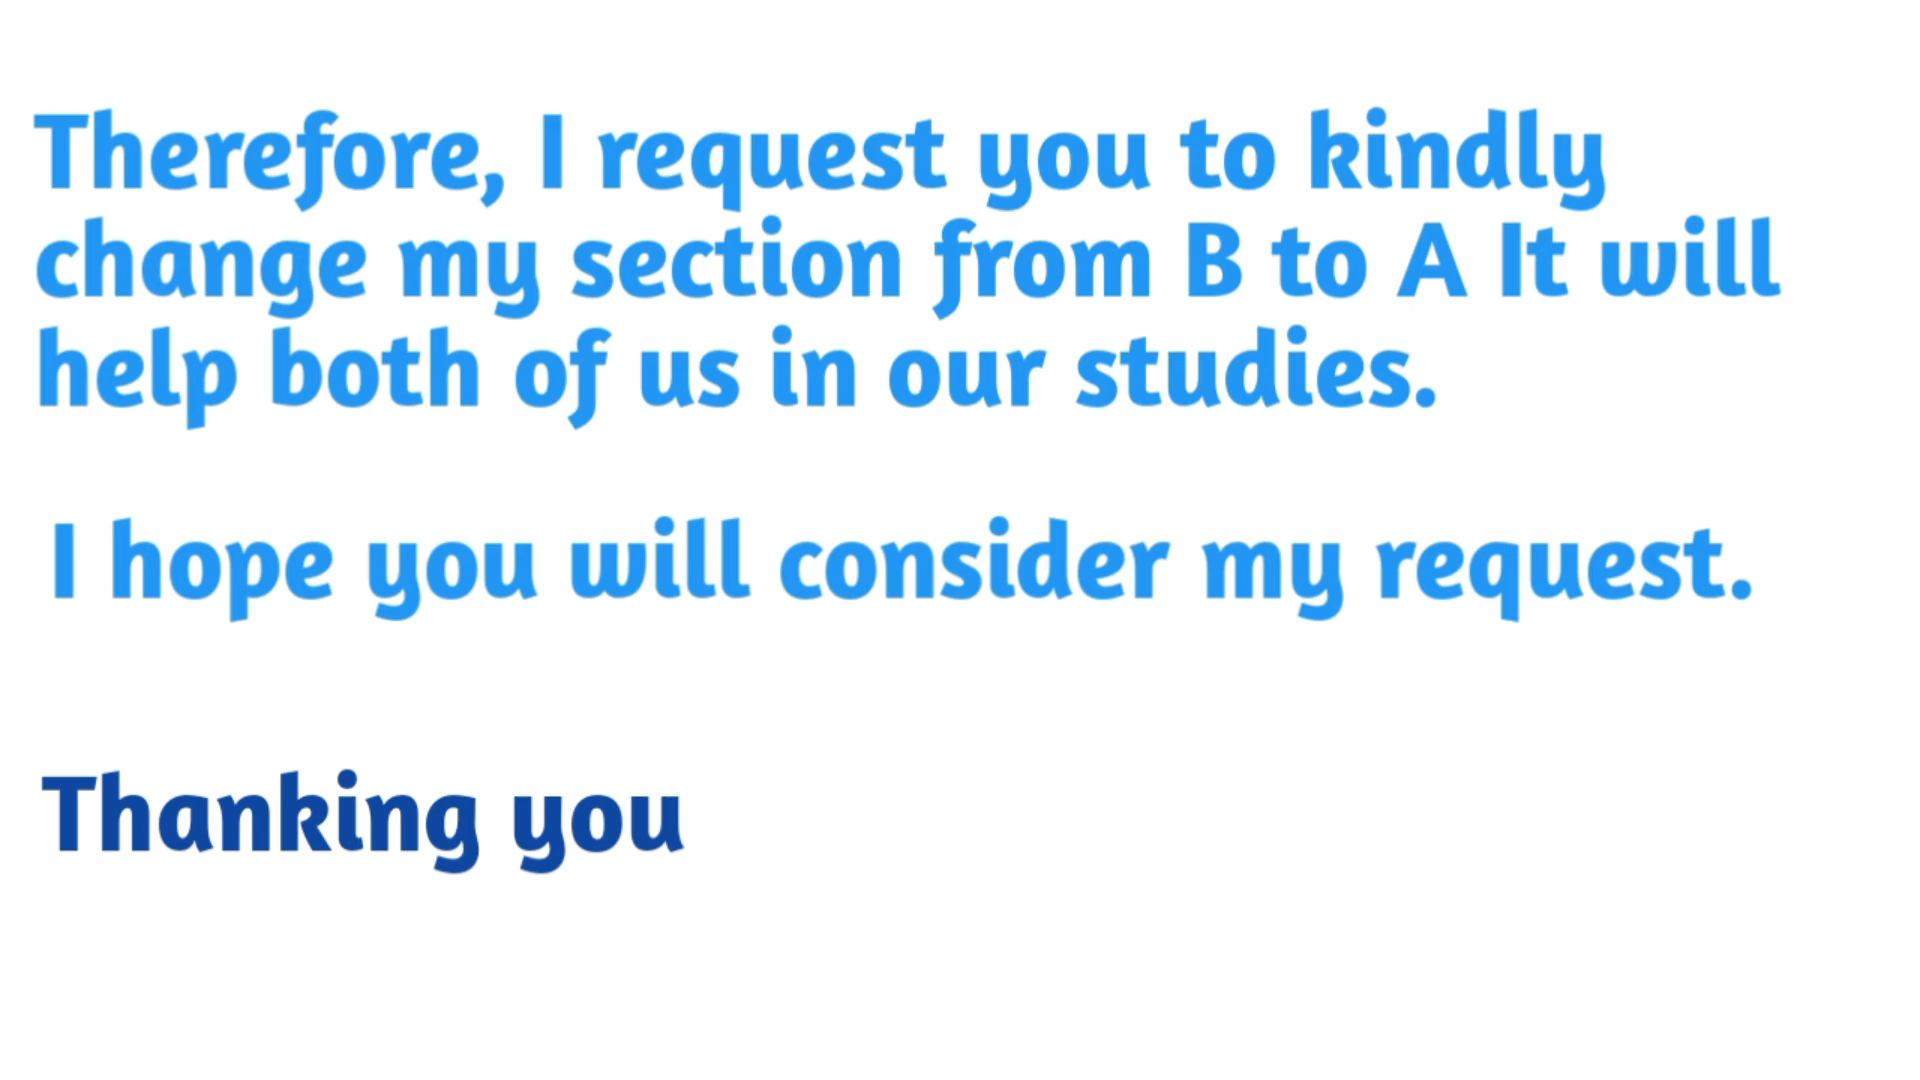 Therefore, I request you to kindly
change my section from B to A It will
help both of us in our studies.
I hope you will consider my request.
Thanking you